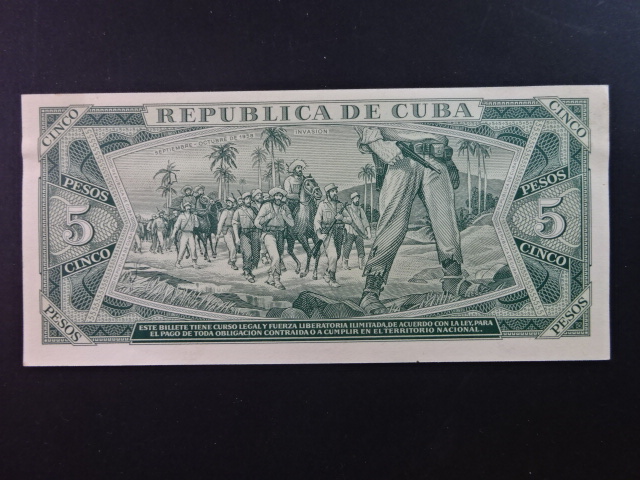 REPUBLICA DE CUBA
CINCO
CINCO
SEPTIEMBRE - OCTUBRE DE 1958
INVASION
PESOS
PESOS
5
5
CINCO
CINCO
PESOS
PESOS
ESTE BILLETE TIENE CURSO LEGAL Y FUERZA LIBERATORIA ILIMITADA, DE ACUERDO CON LA LEY, PARA
EL PAGO DE TODA OBLIGACION CONTRAIDA O A CUMPLIR EN EL TERRITORIO NACIONAL.